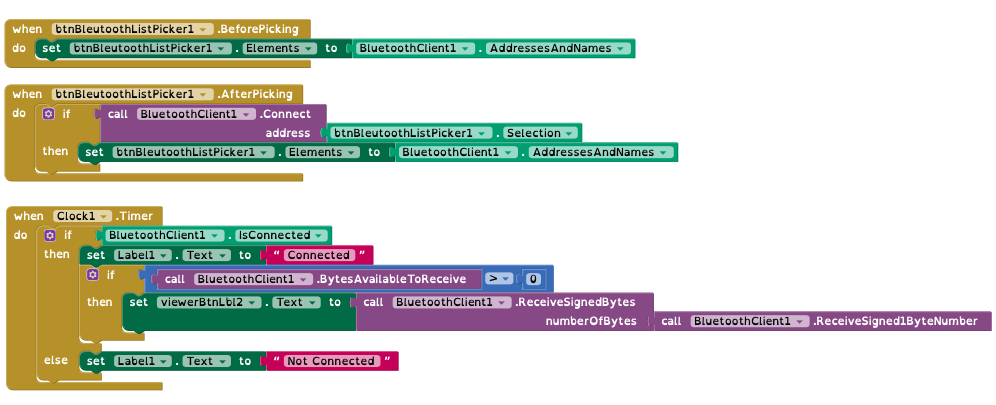 when btnBleutoothListPicker1 .BeforePicking
do set btnBleutoothListPicker1 . Elements to BluetoothClient1 . AddressesAndNames
when btnBleutoothListPicker1 .AfterPicking
do if call BluetoothClient1 .Connect
address btnBleutoothListPicker1 . Selection
then set btnBleutoothListPicker1 . Elements to BluetoothClient1 . AddressesAndNames
when Clock1 .Timer
do if BluetoothClient1 . IsConnected
then set Label1 . Text to “ Connected ”
if call BluetoothClient1 .BytesAvailableToReceive > 0
then set viewerBtnLbl2 . Text to call BluetoothClient1 .ReceiveSignedBytes
numberOfBytes call BluetoothClient1 .ReceiveSigned1ByteNumber
else set Label1 . Text to “ Not Connected ”